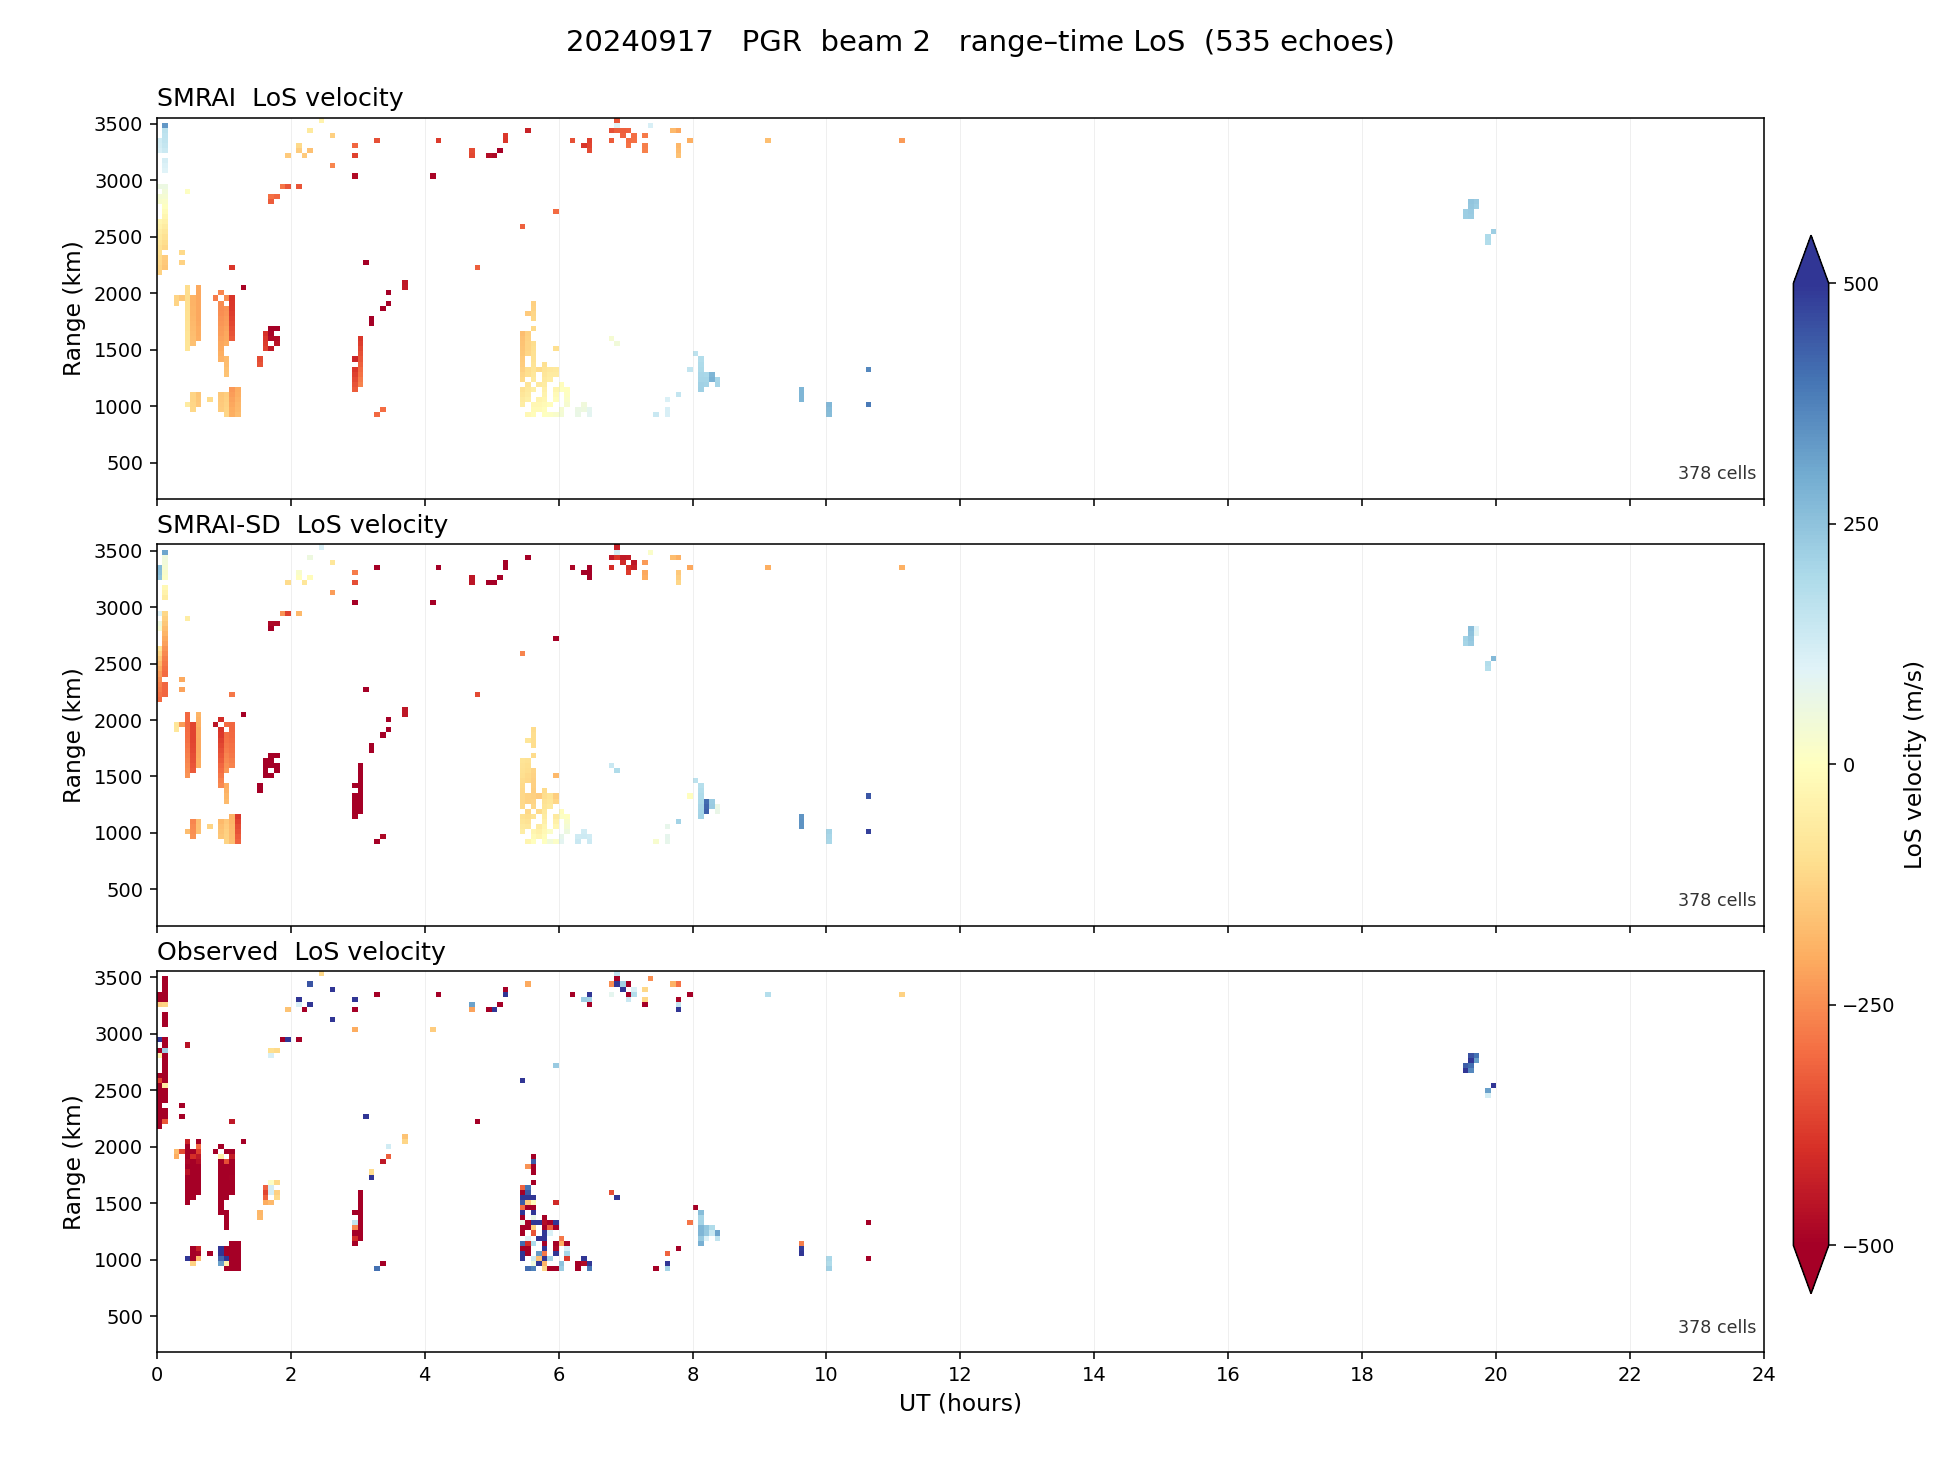 20240917   PGR  beam 2   range–time LoS  (535 echoes)
SMRAI  LoS velocity
3500
3000
2500
2000
1500
1000
500
Range (km)
378 cells
SMRAI-SD  LoS velocity
3500
3000
2500
2000
1500
1000
500
Range (km)
378 cells
Observed  LoS velocity
3500
3000
2500
2000
1500
1000
500
Range (km)
378 cells
0 2 4 6 8 10 12 14 16 18 20 22 24
UT (hours)
500
250
0
−250
−500
LoS velocity (m/s)